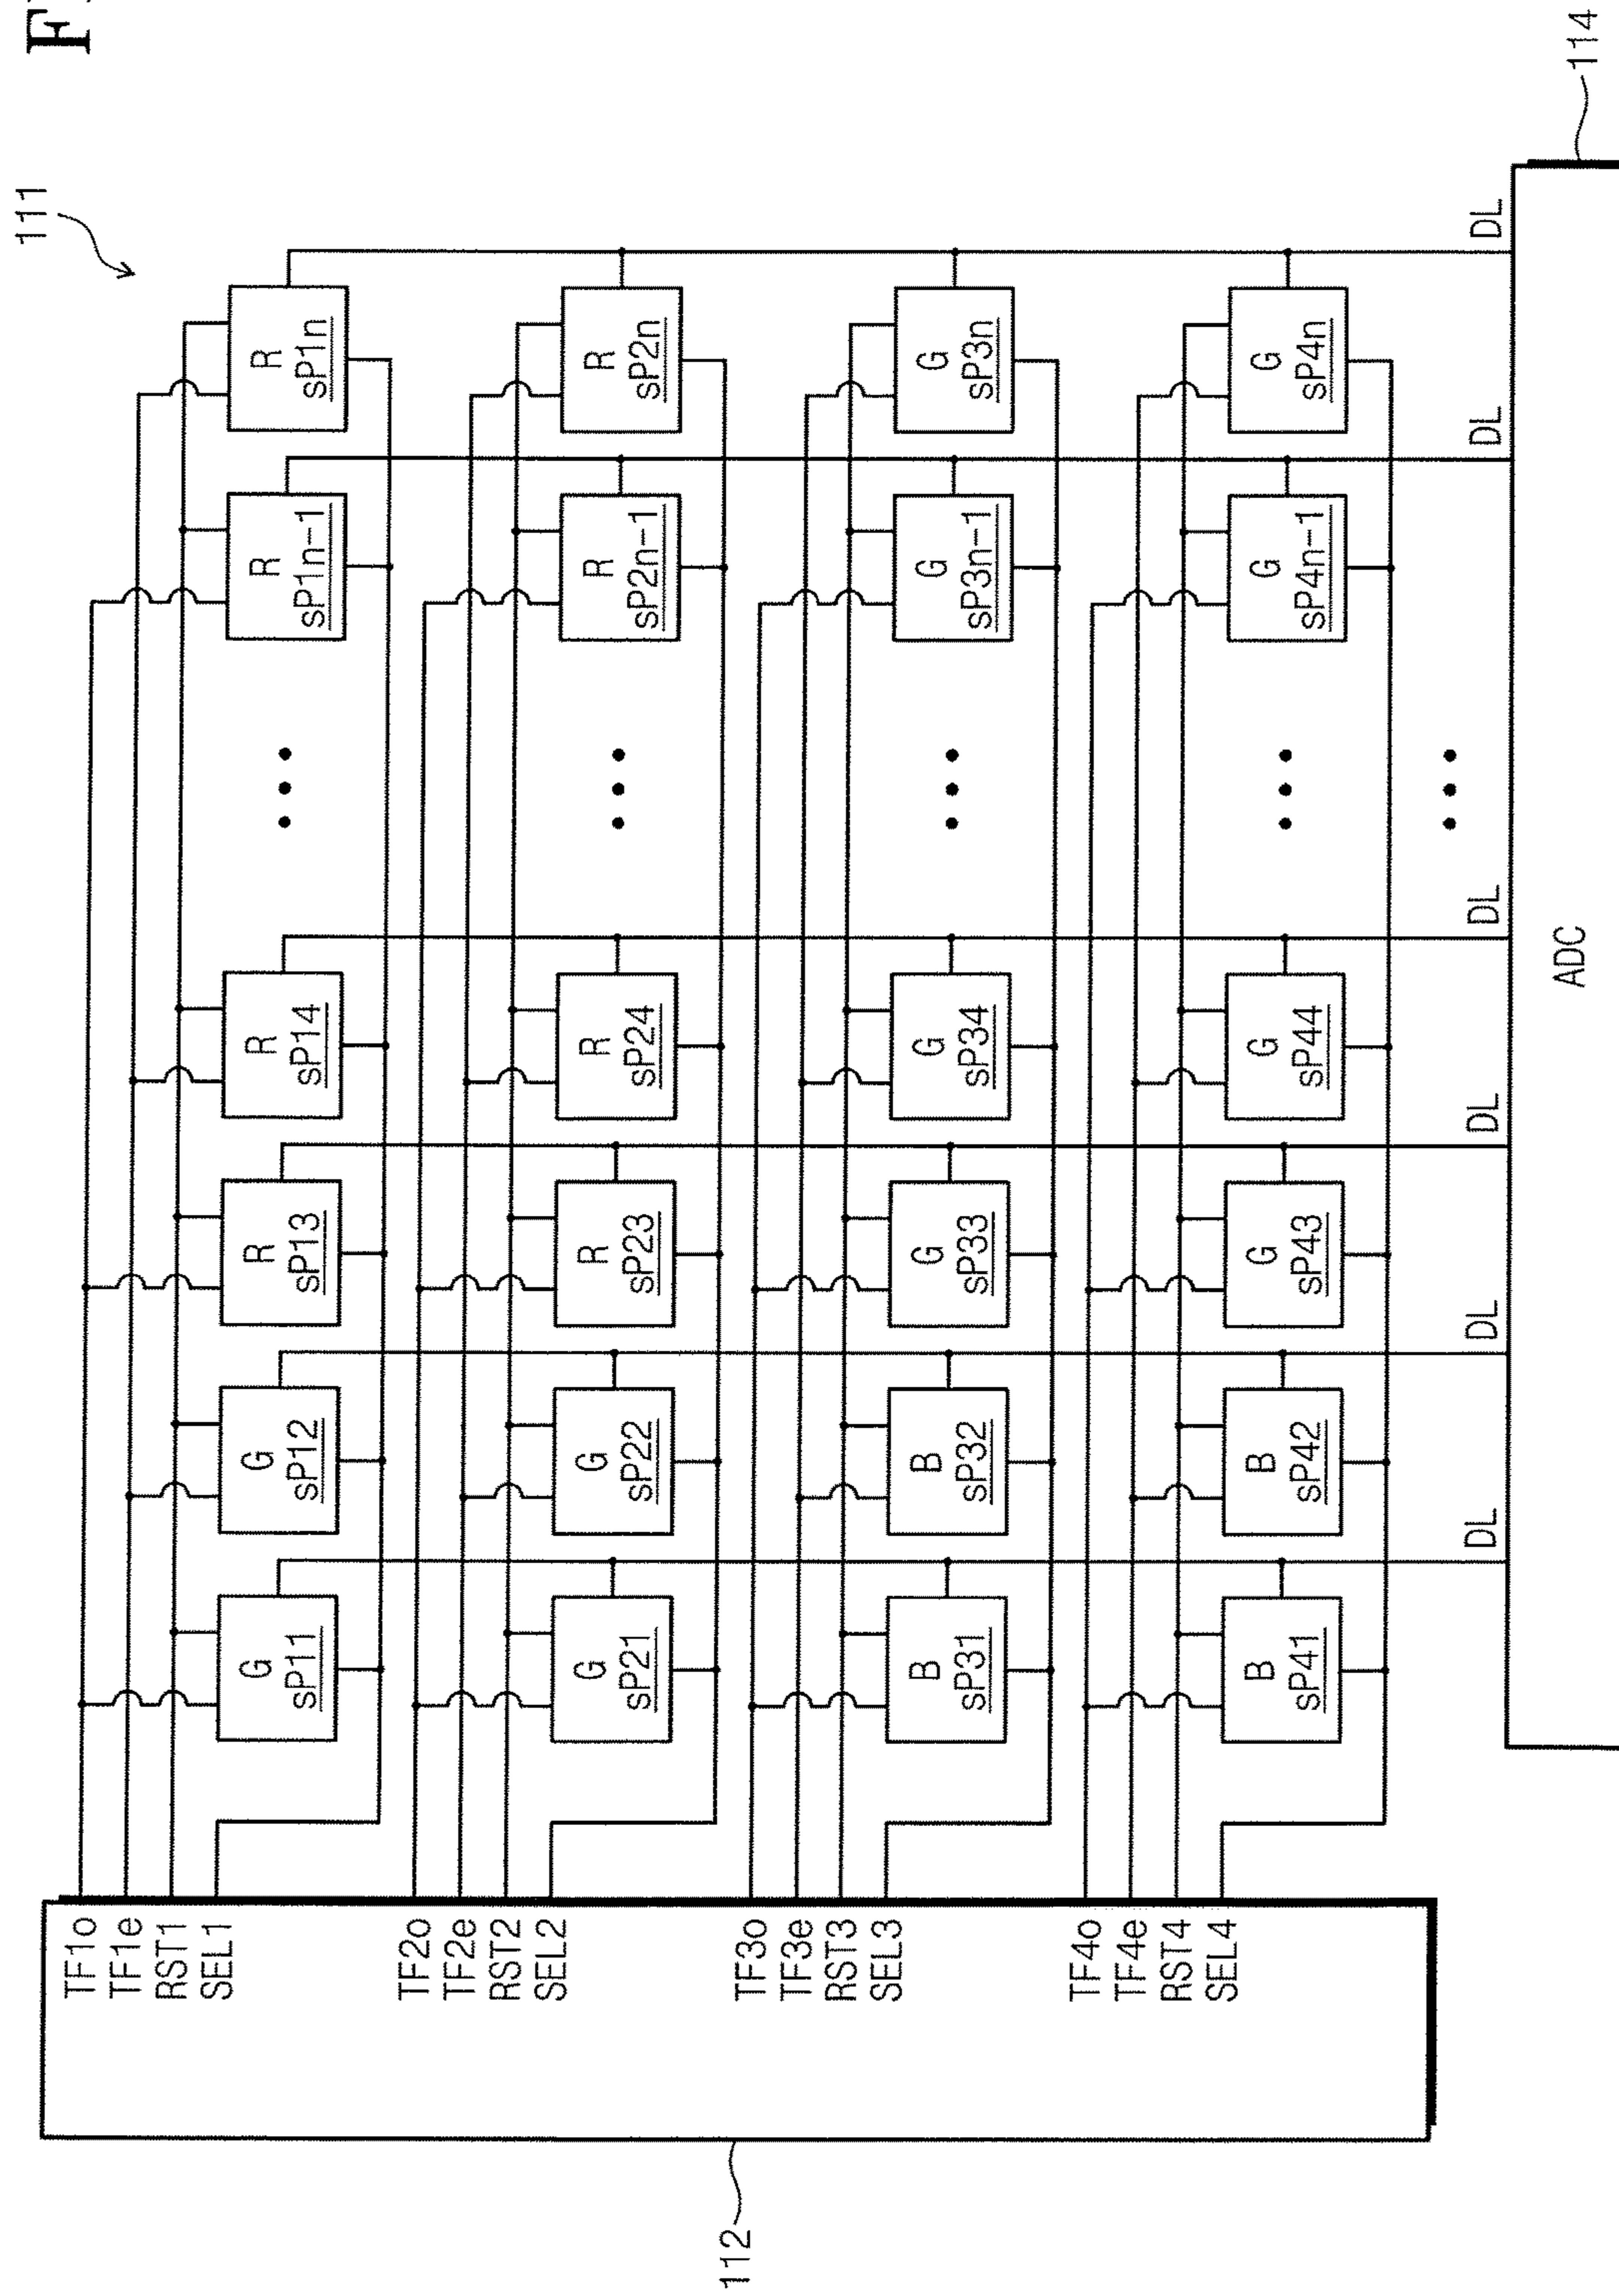 F
111
TF1o
TF1e
RST1
SEL1
G sP11
G sP12
R sP13
R sP14
R sP1n-1
R sP1n
TF2o
TF2e
RST2
SEL2
G sP21
G sP22
R sP23
R sP24
R sP2n-1
R sP2n
TF3o
TF3e
RST3
SEL3
B sP31
B sP32
G sP33
G sP34
G sP3n-1
G sP3n
TF4o
TF4e
RST4
SEL4
B sP41
B sP42
G sP43
G sP44
G sP4n-1
G sP4n
112
DL
DL
DL
DL
DL
DL
ADC
114